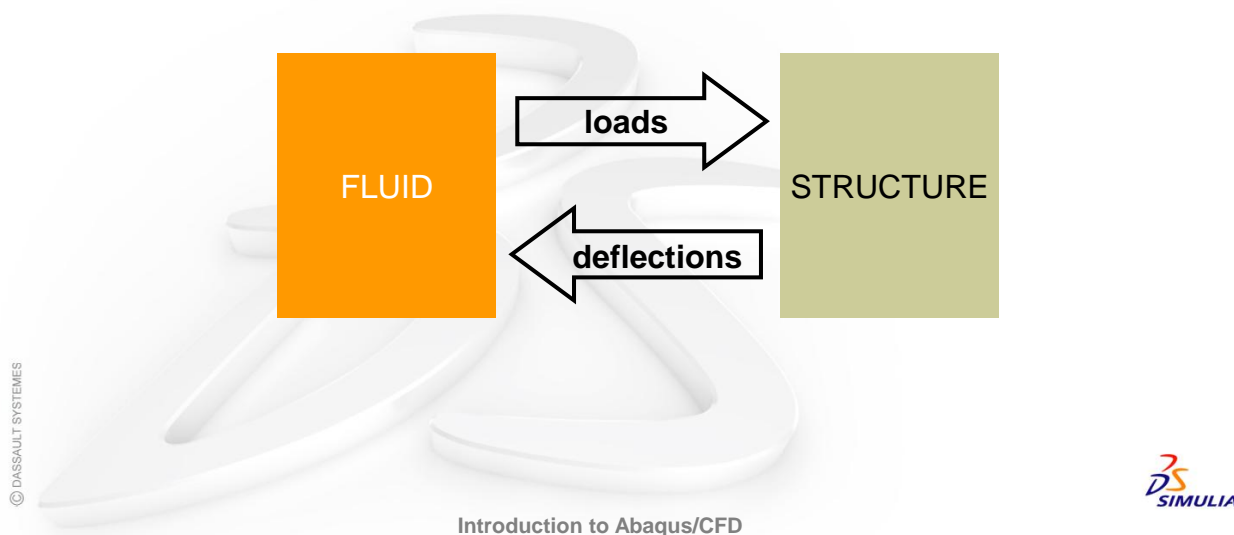 loads
FLUID
STRUCTURE
deflections
© DASSAULT SYSTEMES
SIMULIA
Introduction to Abaqus/CFD